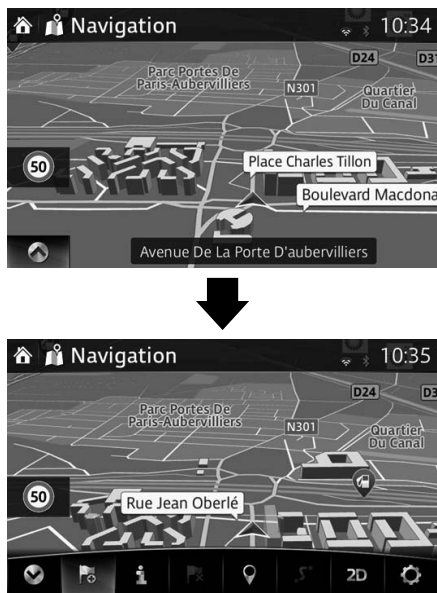 Navigation 10:34
D24 D31
Parc Portes De
Paris-Aubervilliers
N301
Quartier
Du Canal
50
Place Charles Tillon
Boulevard Macdona
Avenue De La Porte D'aubervilliers
Navigation 10:35
D24 D3
Parc Portes De
Paris-Aubervilliers
N301
Quartier
Du Canal
50
Rue Jean Oberlé
2D